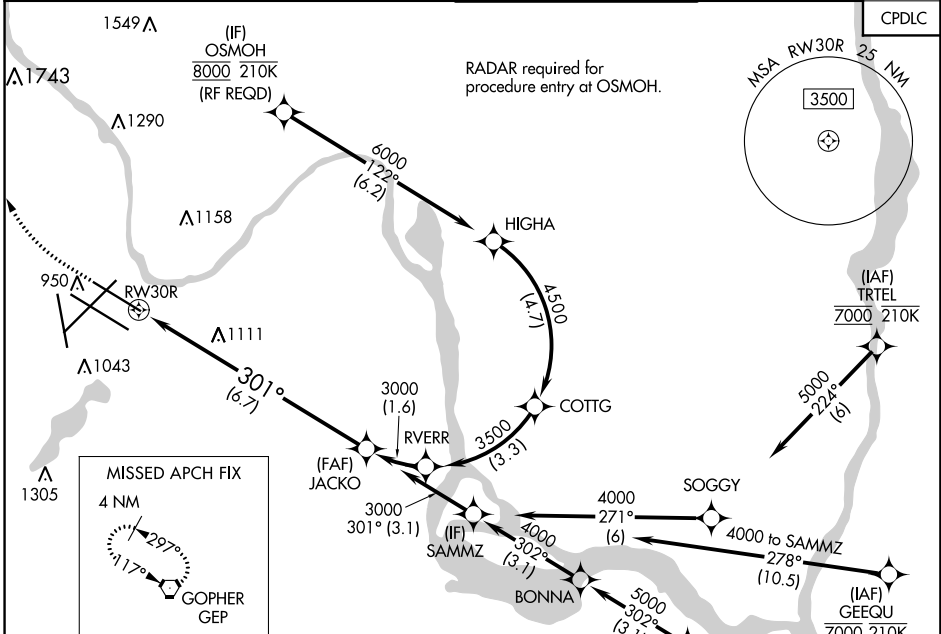 CPDLC
1549
(IF)
OSMOH
8000 210K
(RF REQD)
RADAR required for
procedure entry at OSMOH.
MSA RW30R 25 NM
3500
1743
1290
6000
122°
(6.2)
1158
HIGHA
4500
(4.7)
950
RW30R
(IAF)
TRTEL
7000 210K
1111
1043
301°
(6.7)
3000
(1.6)
COTTG
5000
224°
(6)
RVERR
3500
(3.3)
(FAF)
JACKO
1305
MISSED APCH FIX
4 NM
297°
117°
GOPHER
GEP
3000
301° (3.1)
(IF)
SAMMZ
4000
302°
(3.1)
SOGGY
4000
271°
(6)
4000 to SAMMZ
278°
(10.5)
BONNA
5000
302°
(IAF)
GEEQU
7000 210K